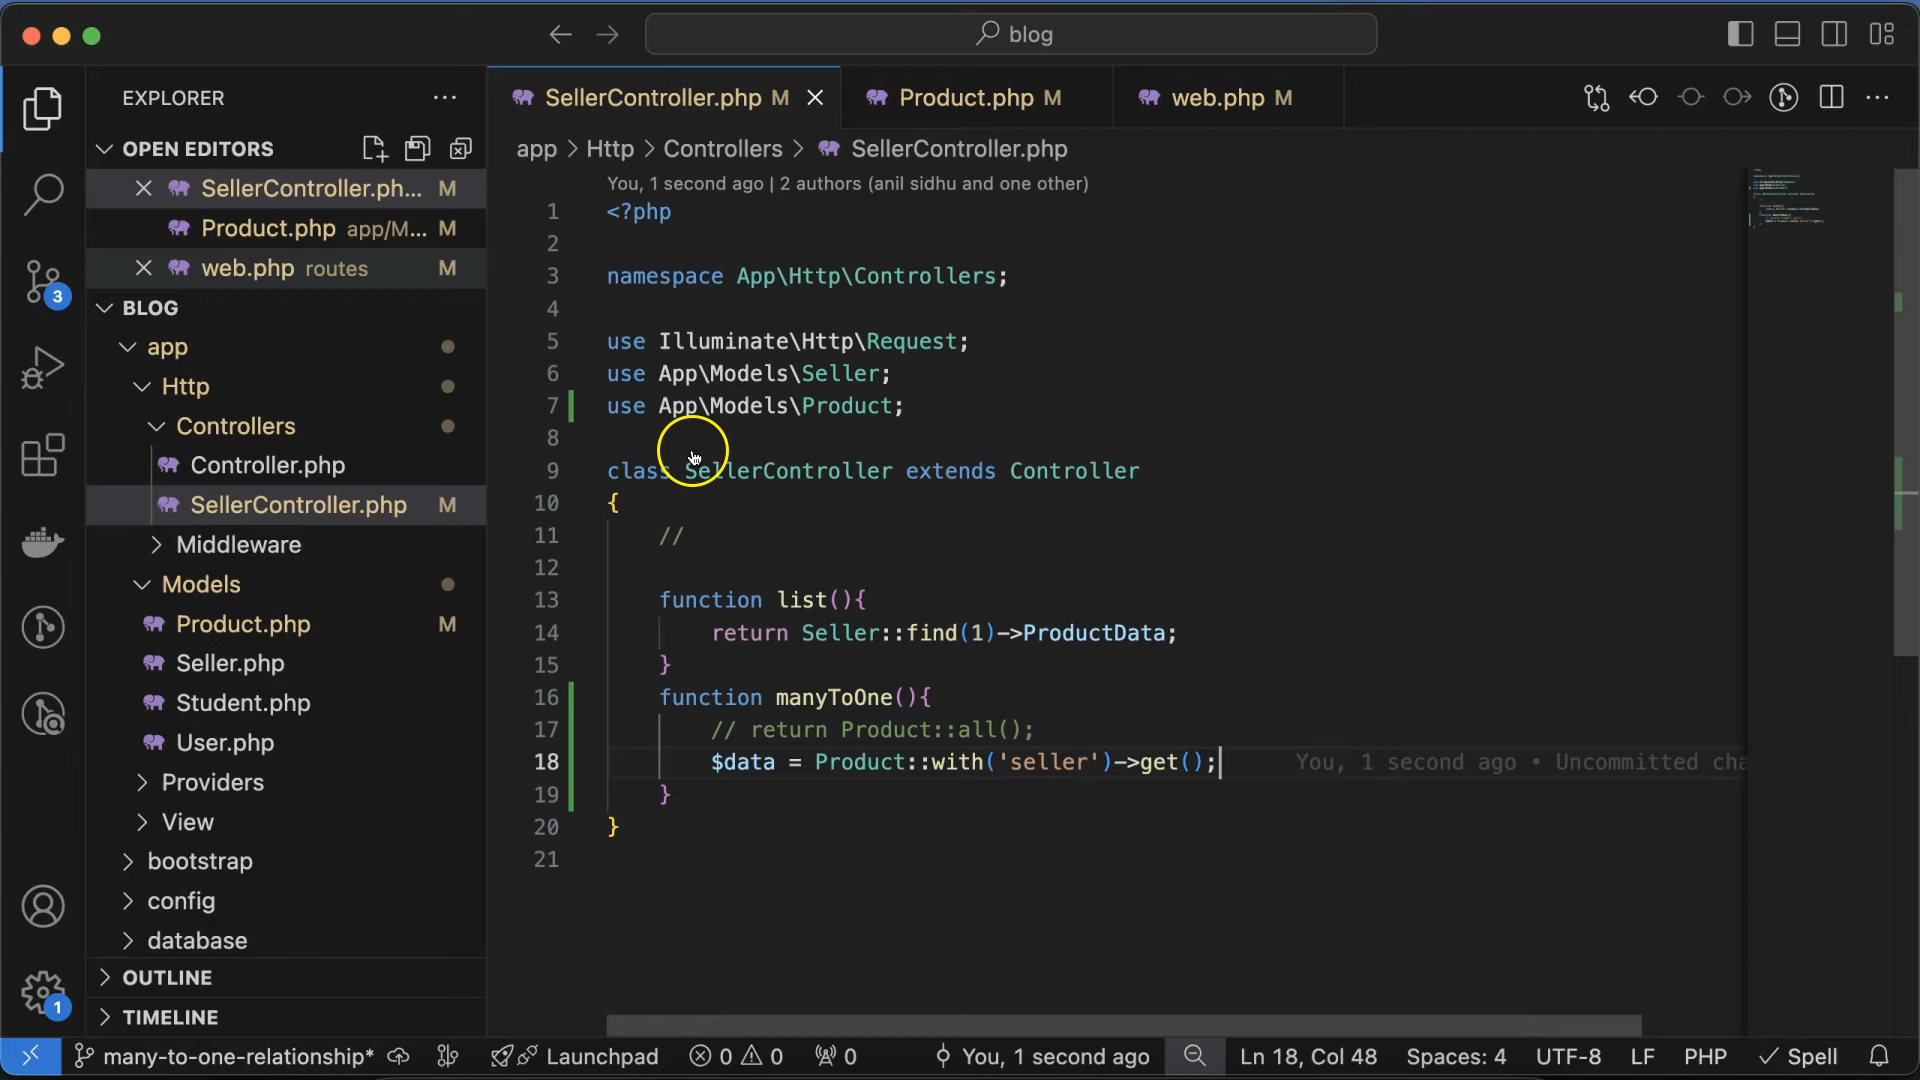 blog
EXPLORER
SellerController.php M
Product.php M
web.php M
OPEN EDITORS
SellerController.ph... M
Product.php app/M... M
web.php routes M
BLOG
app
Http
Controllers
Controller.php
SellerController.php M
Middleware
Models
Product.php M
Seller.php
Student.php
User.php
Providers
View
bootstrap
config
database
OUTLINE
TIMELINE
3
1
app > Http > Controllers > SellerController.php
You, 1 second ago | 2 authors (anil sidhu and one other)
1 <?php
2
3 namespace App\Http\Controllers;
4
5 use Illuminate\Http\Request;
6 use App\Models\Seller;
7 use App\Models\Product;
8
9 class SellerController extends Controller
10 {
11 //
12
13 function list(){
14 return Seller::find(1)->ProductData;
15 }
16 function manyToOne(){
17 // return Product::all();
18 $data = Product::with('seller')->get(); You, 1 second ago • Uncommitted cha
19 }
20 }
21
many-to-one-relationship* Launchpad 0 0 0 You, 1 second ago Ln 18, Col 48 Spaces: 4 UTF-8 LF PHP Spell